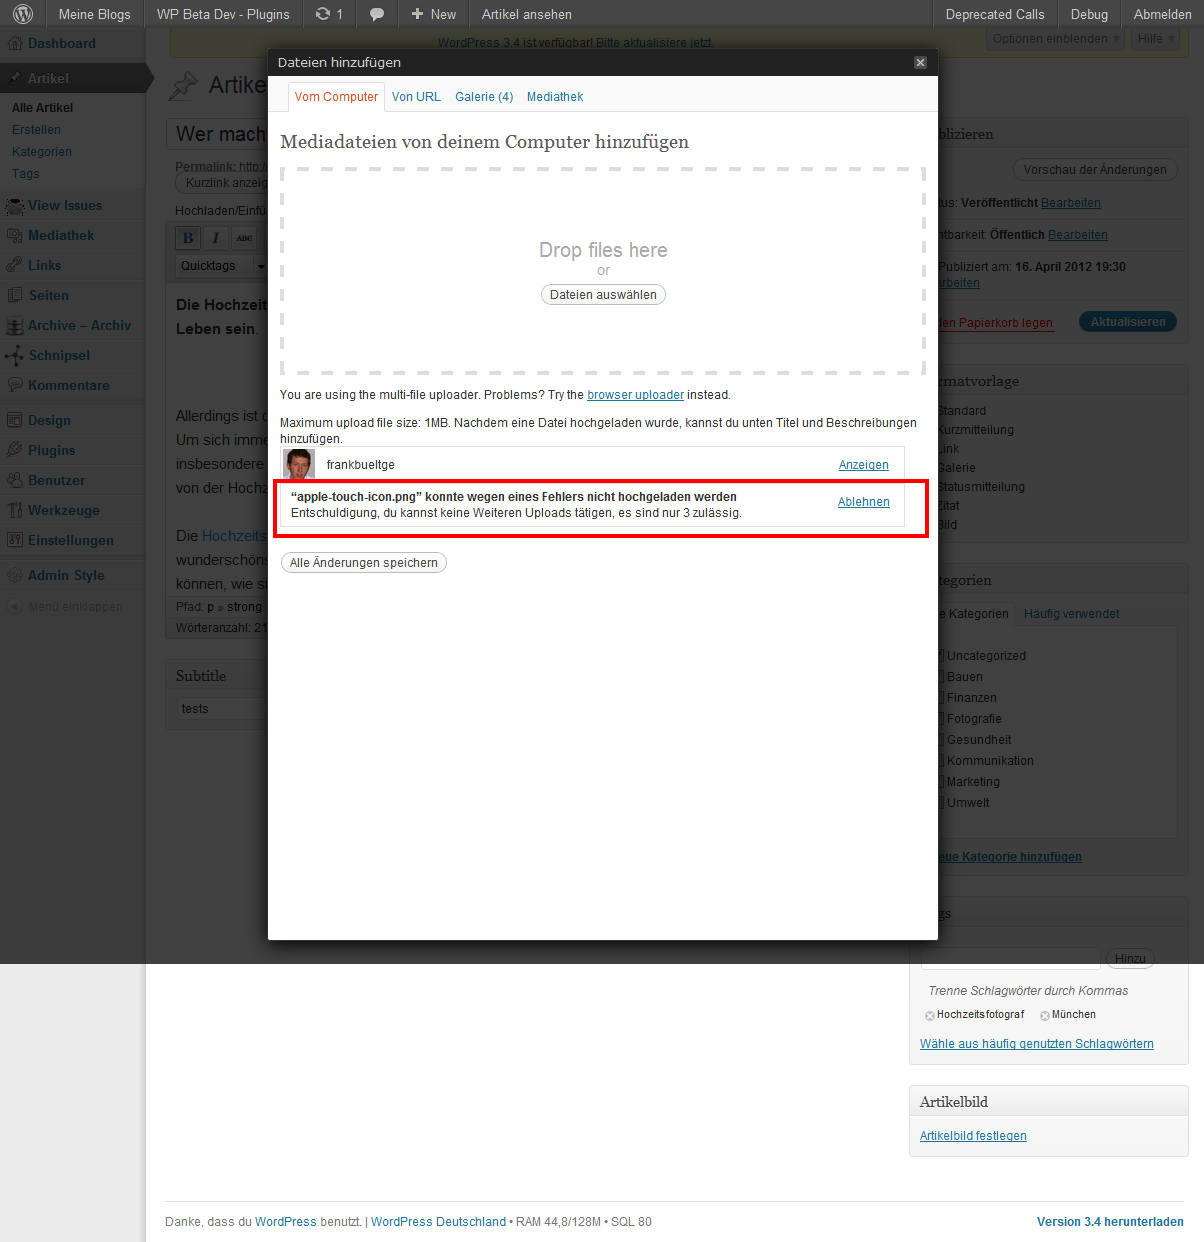 Meine Blogs
WP Beta Dev - Plugins
1
New
Artikel ansehen
Deprecated Calls
Debug
Abmelden
WordPress 3.4 ist verfügbar! Bitte aktualisiere jetzt.
Optionen einblenden
Hilfe
Dashboard
Artikel
Alle Artikel
Erstellen
Kategorien
Tags
View Issues
Mediathek
Links
Seiten
Archive – Archiv
Schnipsel
Kommentare
Design
Plugins
Benutzer
Werkzeuge
Einstellungen
Admin Style
Menü einklappen
Artike
Wer mach
Permalink: http:/
Kurzlink anzeig
Hochladen/Einfü
B I ABC
Quicktags
Die Hochzeit
Leben sein.
Allerdings ist d
Um sich imme
insbesondere
von der Hochz
Die Hochzeits
wunderschöns
können, wie s
Pfad: p » strong
Wörteranzahl: 21
Subtitle
tests
Dateien hinzufügen
Vom Computer
Von URL
Galerie (4)
Mediathek
Mediadateien von deinem Computer hinzufügen
Drop files here
or
Dateien auswählen
You are using the multi-file uploader. Problems? Try the browser uploader instead.
Maximum upload file size: 1MB. Nachdem eine Datei hochgeladen wurde, kannst du unten Titel und Beschreibungen
hinzufügen.
frankbueltge
Anzeigen
“apple-touch-icon.png” konnte wegen eines Fehlers nicht hochgeladen werden
Ablehnen
Entschuldigung, du kannst keine Weiteren Uploads tätigen, es sind nur 3 zulässig.
Alle Änderungen speichern
blizieren
Vorschau der Änderungen
tus: Veröffentlicht Bearbeiten
htbarkeit: Öffentlich Bearbeiten
Publiziert am: 16. April 2012 19:30
arbeiten
den Papierkorb legen
Aktualisieren
rmatvorlage
Standard
Kurzmitteilung
Link
Galerie
Statusmitteilung
Zitat
Bild
tegorien
e Kategorien
Häufig verwendet
Uncategorized
Bauen
Finanzen
Fotografie
Gesundheit
Kommunikation
Marketing
Umwelt
eue Kategorie hinzufügen
gs
Hinzu
Trenne Schlagwörter durch Kommas
Hochzeitsfotograf
München
Wähle aus häufig genutzten Schlagwörtern
Artikelbild
Artikelbild festlegen
Danke, dass du WordPress benutzt. | WordPress Deutschland • RAM 44,8/128M • SQL 80
Version 3.4 herunterladen